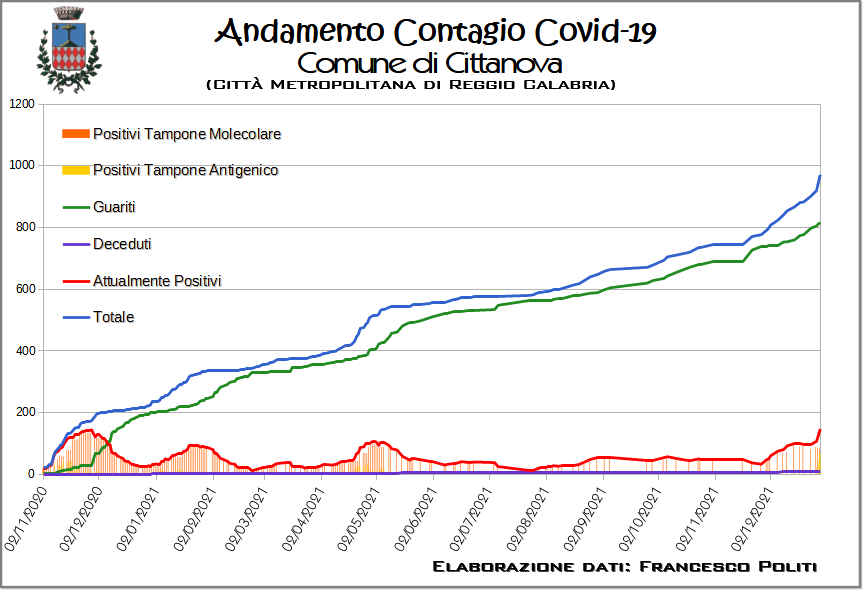 Andamento Contagio Covid-19
Comune di Cittanova
(Città Metropolitana di Reggio Calabria)
1200
1000
800
600
400
200
0
Positivi Tampone Molecolare
Positivi Tampone Antigenico
Guariti
Deceduti
Attualmente Positivi
Totale
02/11/2020
02/12/2020
02/01/2021
02/02/2021
02/03/2021
02/04/2021
02/05/2021
02/06/2021
02/07/2021
02/08/2021
02/09/2021
02/10/2021
02/11/2021
02/12/2021
Elaborazione dati: Francesco Politi